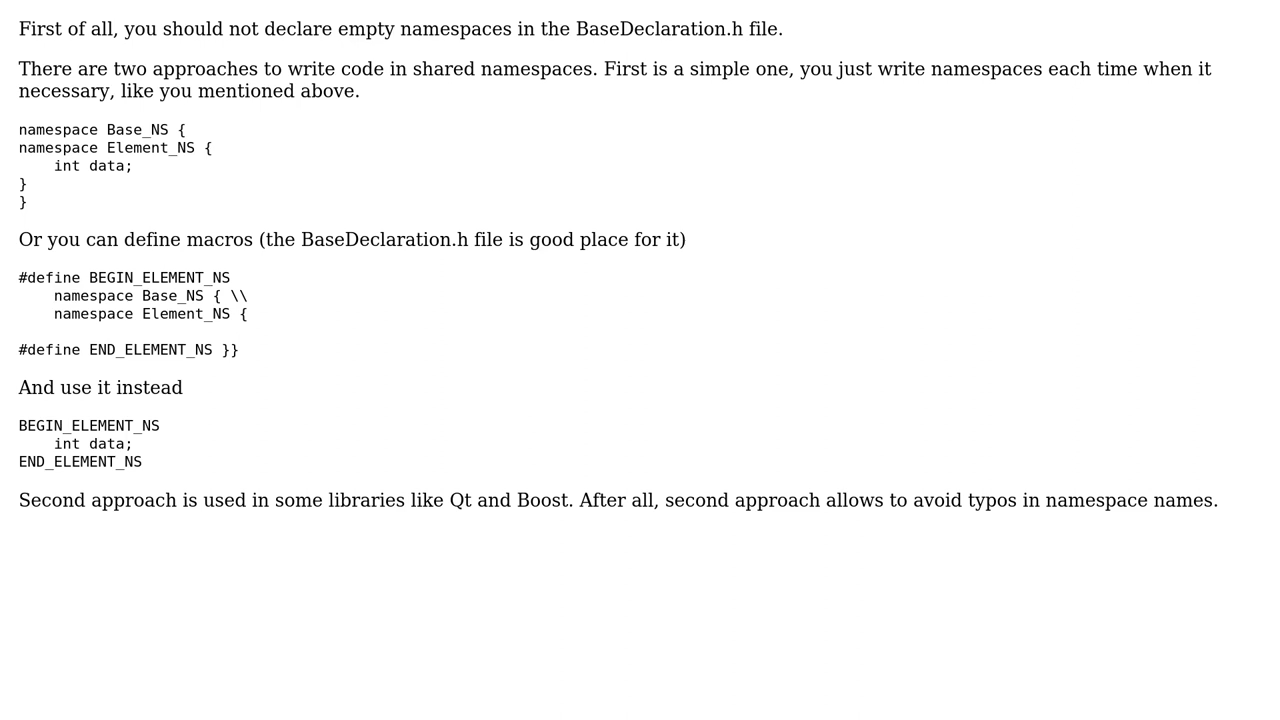 First of all, you should not declare empty namespaces in the BaseDeclaration.h file.
There are two approaches to write code in shared namespaces. First is a simple one, you just write namespaces each time when it
necessary, like you mentioned above.
namespace Base_NS {
namespace Element_NS {
    int data;
}
}
Or you can define macros (the BaseDeclaration.h file is good place for it)
#define BEGIN_ELEMENT_NS
    namespace Base_NS { \\
    namespace Element_NS {

#define END_ELEMENT_NS }}
And use it instead
BEGIN_ELEMENT_NS
    int data;
END_ELEMENT_NS
Second approach is used in some libraries like Qt and Boost. After all, second approach allows to avoid typos in namespace names.